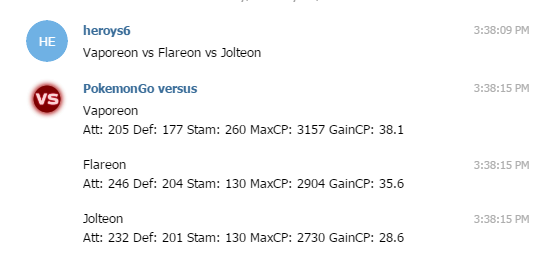 heroys6 3:38:09 PM
HE
Vaporeon vs Flareon vs Jolteon
PokemonGo versus 3:38:15 PM
VS
Vaporeon
Att: 205 Def: 177 Stam: 260 MaxCP: 3157 GainCP: 38.1
Flareon 3:38:15 PM
Att: 246 Def: 204 Stam: 130 MaxCP: 2904 GainCP: 35.6
Jolteon 3:38:15 PM
Att: 232 Def: 201 Stam: 130 MaxCP: 2730 GainCP: 28.6